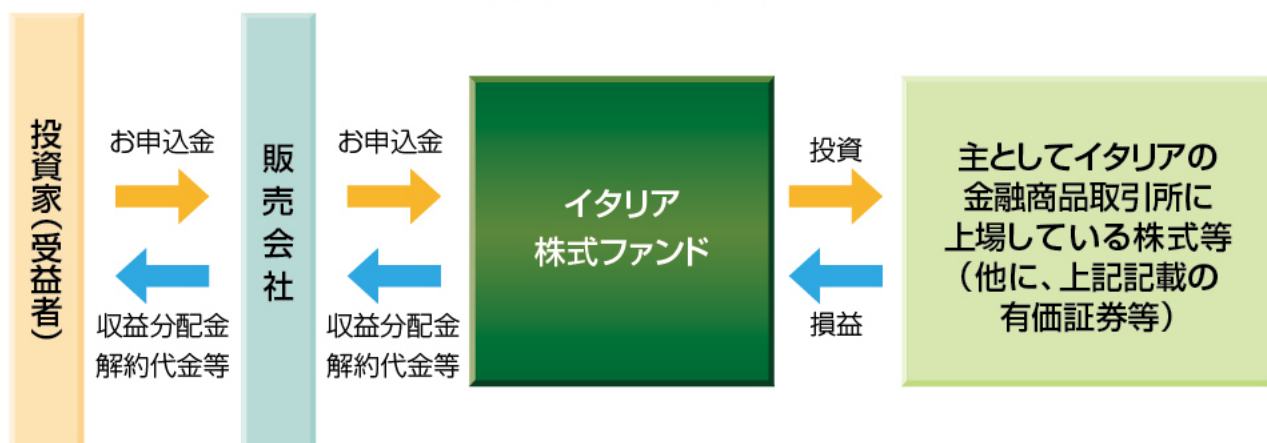 投資家(受益者)
お申込金
収益分配金
解約代金等
販売会社
お申込金
収益分配金
解約代金等
イタリア
株式ファンド
投資
損益
主としてイタリアの
金融商品取引所に
上場している株式等
(他に、上記記載の
有価証券等)